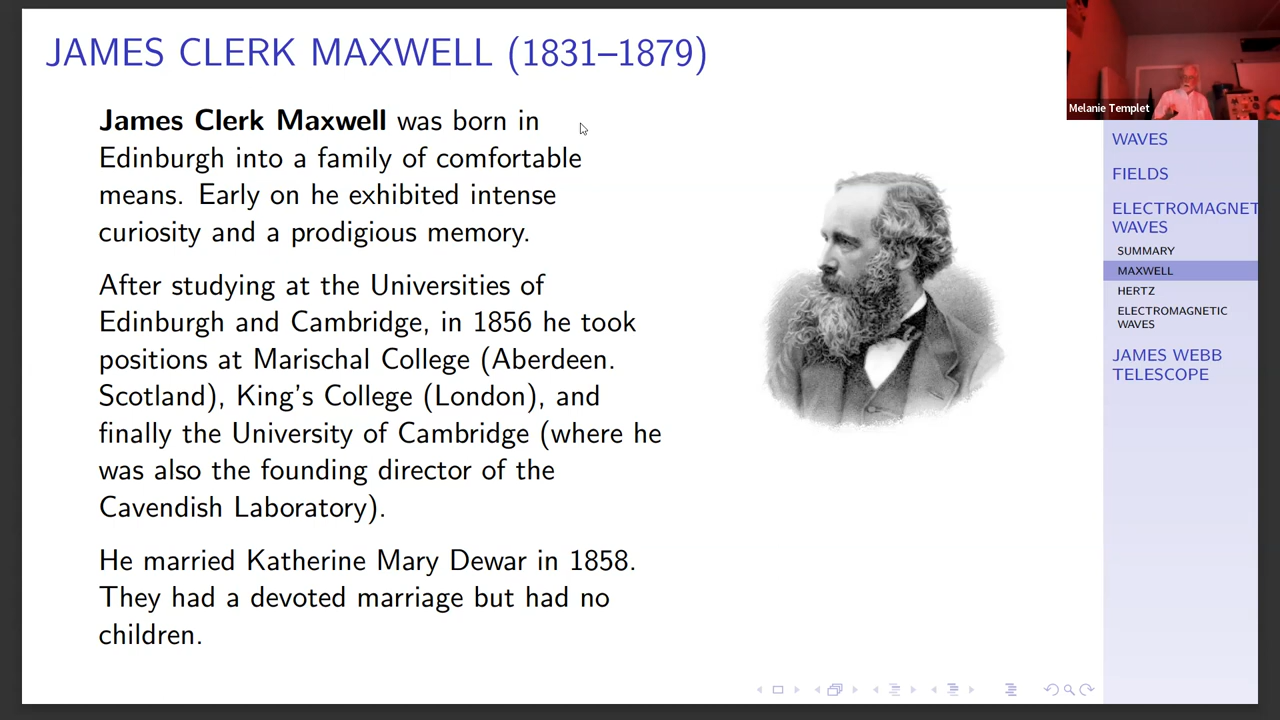 JAMES CLERK MAXWELL (1831–1879)
James Clerk Maxwell was born in
Edinburgh into a family of comfortable
means. Early on he exhibited intense
curiosity and a prodigious memory.
After studying at the Universities of
Edinburgh and Cambridge, in 1856 he took
positions at Marischal College (Aberdeen.
Scotland), King's College (London), and
finally the University of Cambridge (where he
was also the founding director of the
Cavendish Laboratory).
He married Katherine Mary Dewar in 1858.
They had a devoted marriage but had no
children.
Melanie Templet
WAVES
FIELDS
ELECTROMAGNET
WAVES
SUMMARY
MAXWELL
HERTZ
ELECTROMAGNETIC
WAVES
JAMES WEBB
TELESCOPE